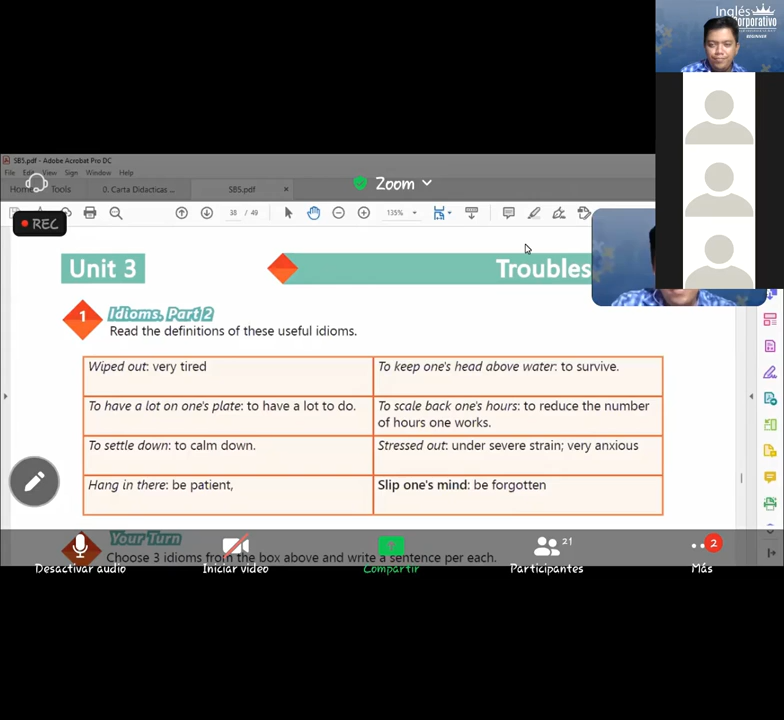 Inglés
Corporativo
BEGINNER
SB5.pdf - Adobe Acrobat Pro DC
File Edit View Sign Window Help
Home Tools 0. Carta Didacticas ... SB5.pdf ×
Zoom
38 / 49 135%
REC
Unit 3 Troubles
1 Idioms, Part 2
Read the definitions of these useful idioms.
Wiped out: very tired
To keep one's head above water: to survive.
To have a lot on one's plate: to have a lot to do.
To scale back one's hours: to reduce the number
of hours one works.
To settle down: to calm down.
Stressed out: under severe strain; very anxious
Hang in there: be patient,
Slip one's mind: be forgotten
Your Turn
Choose 3 idioms from the box above and write a sentence per each.
21
2
Desactivar audio Iniciar video Compartir Participantes Más